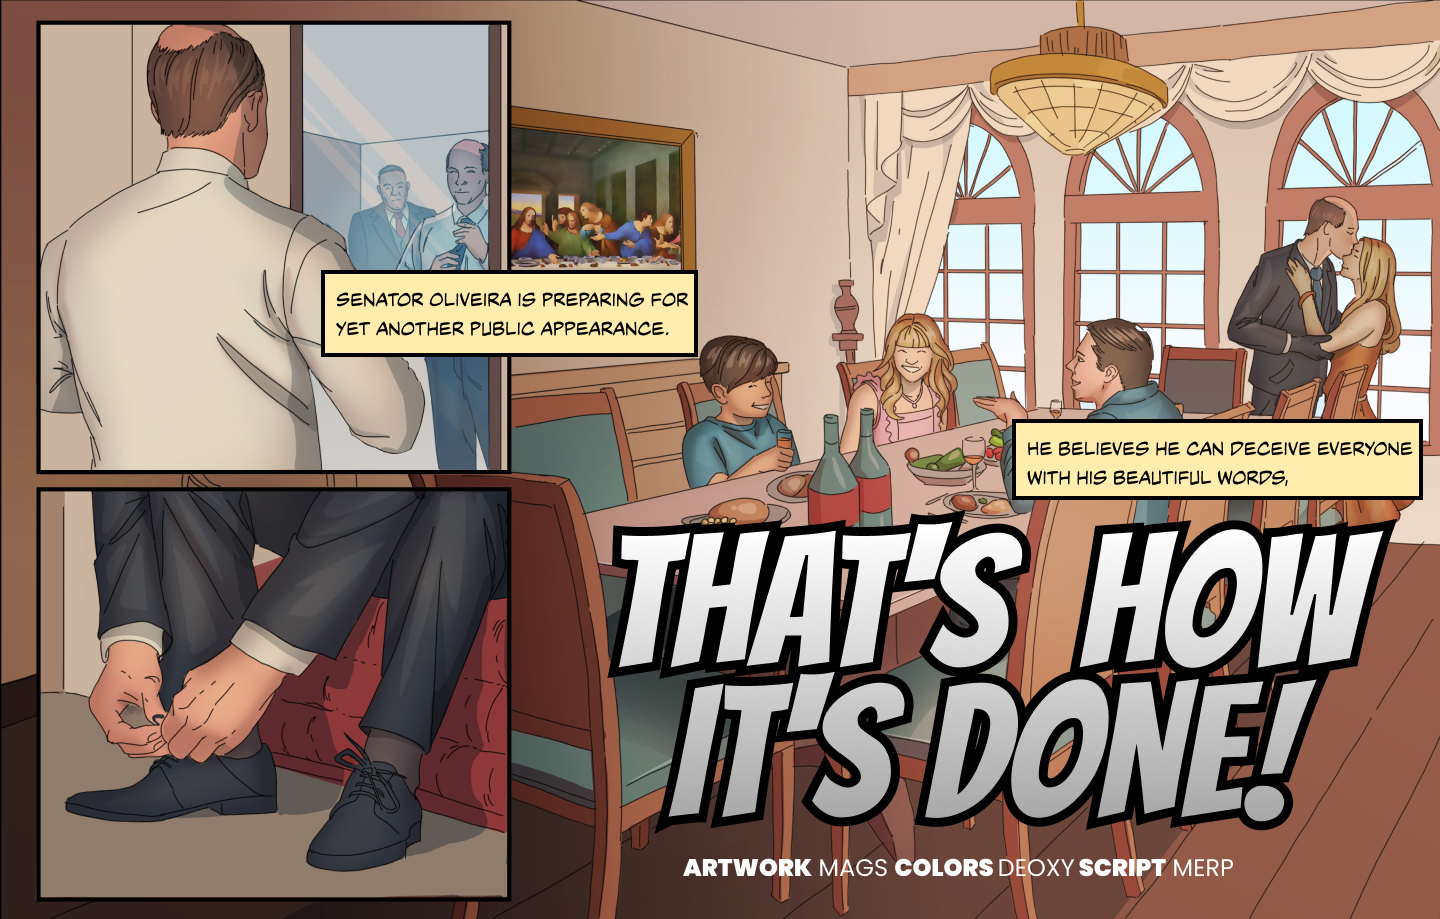 SENATOR OLIVEIRA IS PREPARING FOR
YET ANOTHER PUBLIC APPEARANCE.
HE BELIEVES HE CAN DECEIVE EVERYONE
WITH HIS BEAUTIFUL WORDS,
THAT'S HOW
IT'S DONE!
ARTWORK MAGS COLORS DEOXY SCRIPT MERP